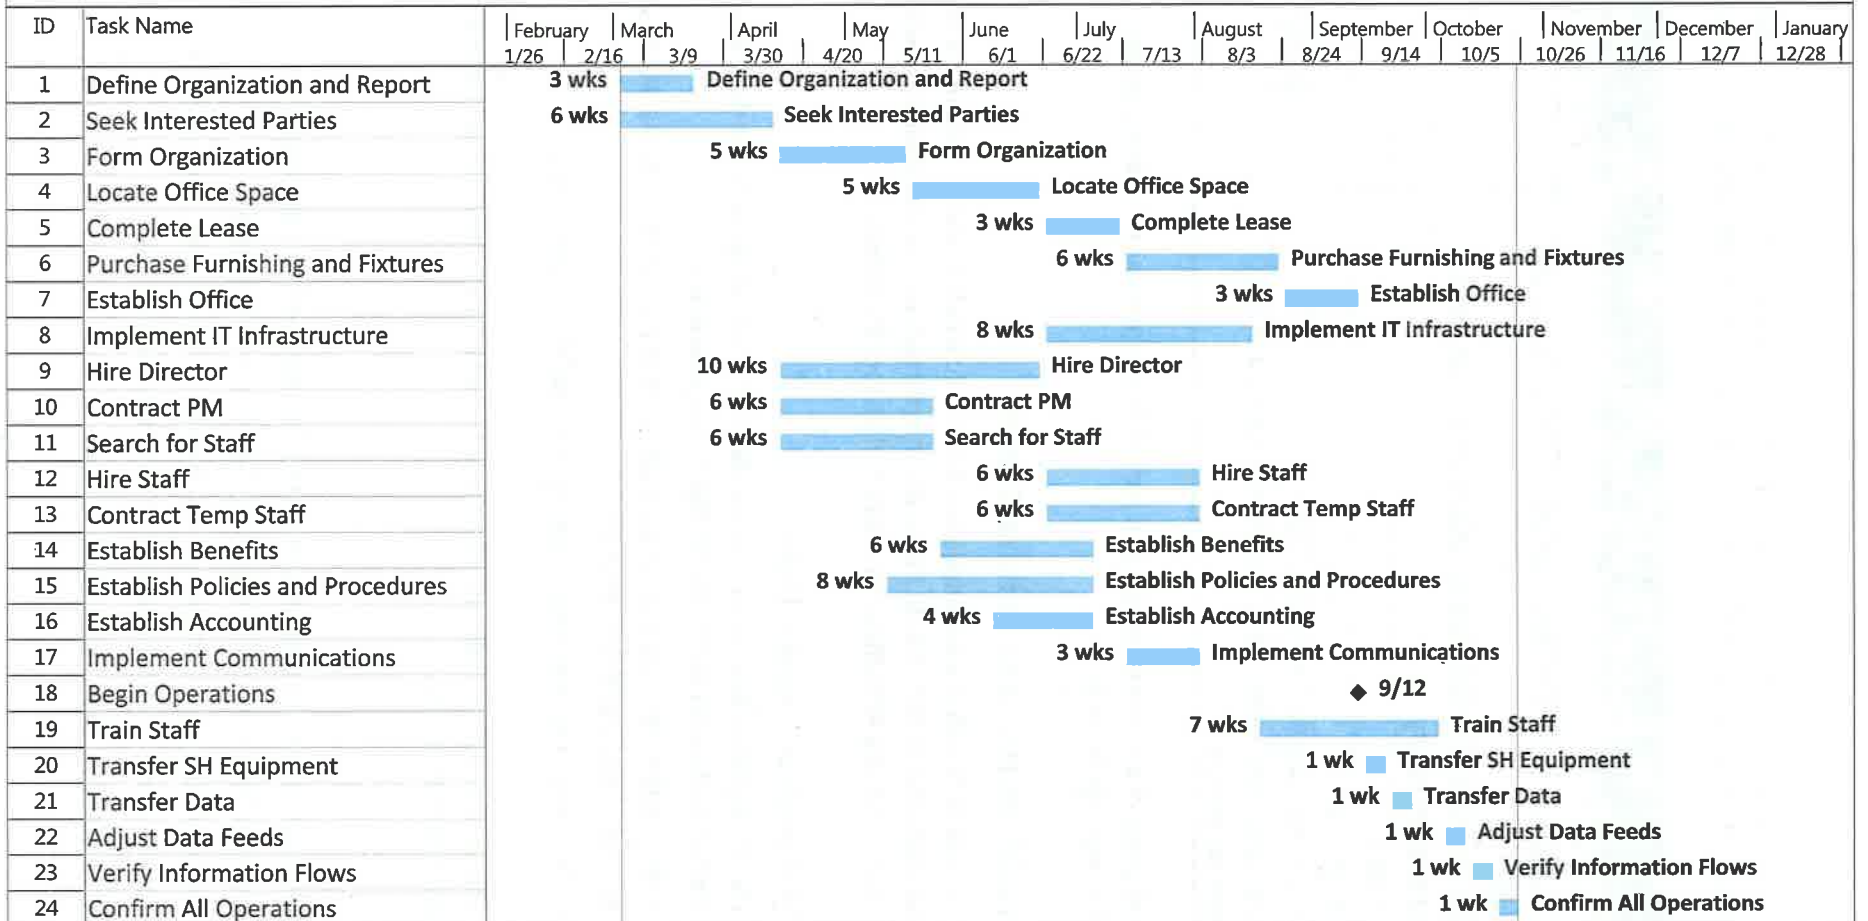 ID Task Name February March April May June July August September October November December January
1/26 2/16 3/9 3/30 4/20 5/11 6/1 6/22 7/13 8/3 8/24 9/14 10/5 10/26 11/16 12/7 12/28
1 Define Organization and Report 3 wks Define Organization and Report
2 Seek Interested Parties 6 wks Seek Interested Parties
3 Form Organization 5 wks Form Organization
4 Locate Office Space 5 wks Locate Office Space
5 Complete Lease 3 wks Complete Lease
6 Purchase Furnishing and Fixtures 6 wks Purchase Furnishing and Fixtures
7 Establish Office 3 wks Establish Office
8 Implement IT Infrastructure 8 wks Implement IT Infrastructure
9 Hire Director 10 wks Hire Director
10 Contract PM 6 wks Contract PM
11 Search for Staff 6 wks Search for Staff
12 Hire Staff 6 wks Hire Staff
13 Contract Temp Staff 6 wks Contract Temp Staff
14 Establish Benefits 6 wks Establish Benefits
15 Establish Policies and Procedures 8 wks Establish Policies and Procedures
16 Establish Accounting 4 wks Establish Accounting
17 Implement Communications 3 wks Implement Communications
18 Begin Operations 9/12
19 Train Staff 7 wks Train Staff
20 Transfer SH Equipment 1 wk Transfer SH Equipment
21 Transfer Data 1 wk Transfer Data
22 Adjust Data Feeds 1 wk Adjust Data Feeds
23 Verify Information Flows 1 wk Verify Information Flows
24 Confirm All Operations 1 wk Confirm All Operations